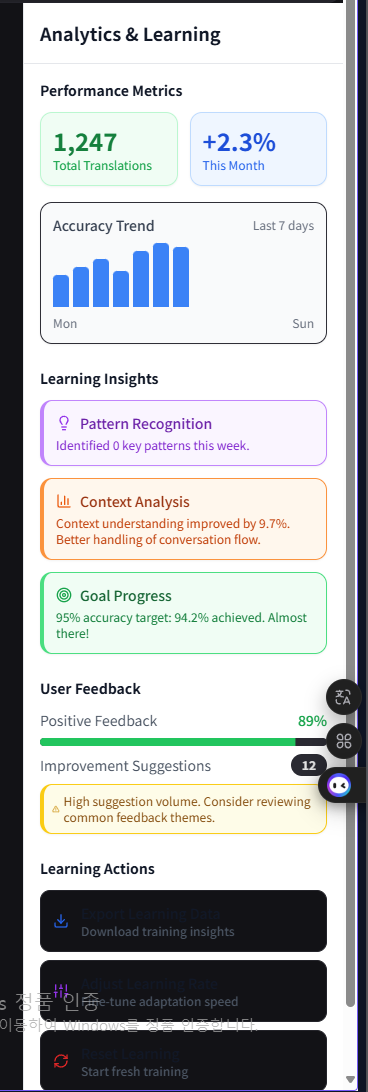 Analytics & Learning
Performance Metrics
1,247
Total Translations
+2.3%
This Month
Accuracy Trend
Last 7 days
Mon
Sun
Learning Insights
Pattern Recognition
Identified 0 key patterns this week.
Context Analysis
Context understanding improved by 9.7%.
Better handling of conversation flow.
Goal Progress
95% accuracy target: 94.2% achieved. Almost
there!
User Feedback
Positive Feedback
89%
Improvement Suggestions
12
High suggestion volume. Consider reviewing
common feedback themes.
Learning Actions
Export Learning Data
Download training insights
Adjust Learning Rate
Fine-tune adaptation speed
s 정품 인증
이동하여 Windows를 정품 인증합니다.
Reset Learning
Start fresh training